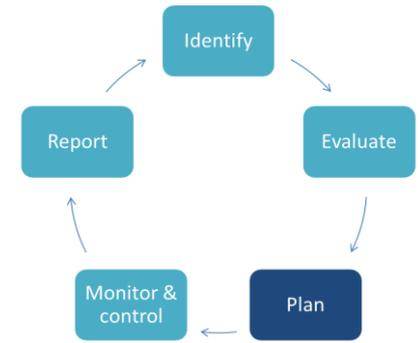 Identify
Evaluate
Plan
Monitor &
control
Report